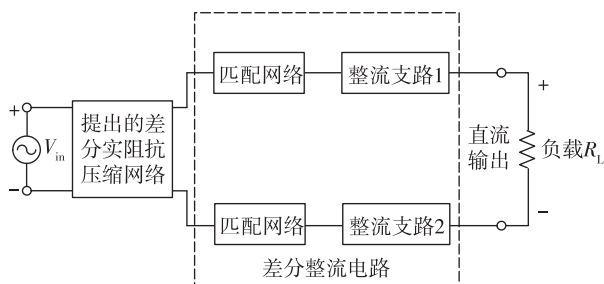 匹配网络
整流支路1
+
+
V_in
提出的差
分实阻抗
压缩网络
直流
输出
负载R_L
−
−
匹配网络
整流支路2
差分整流电路